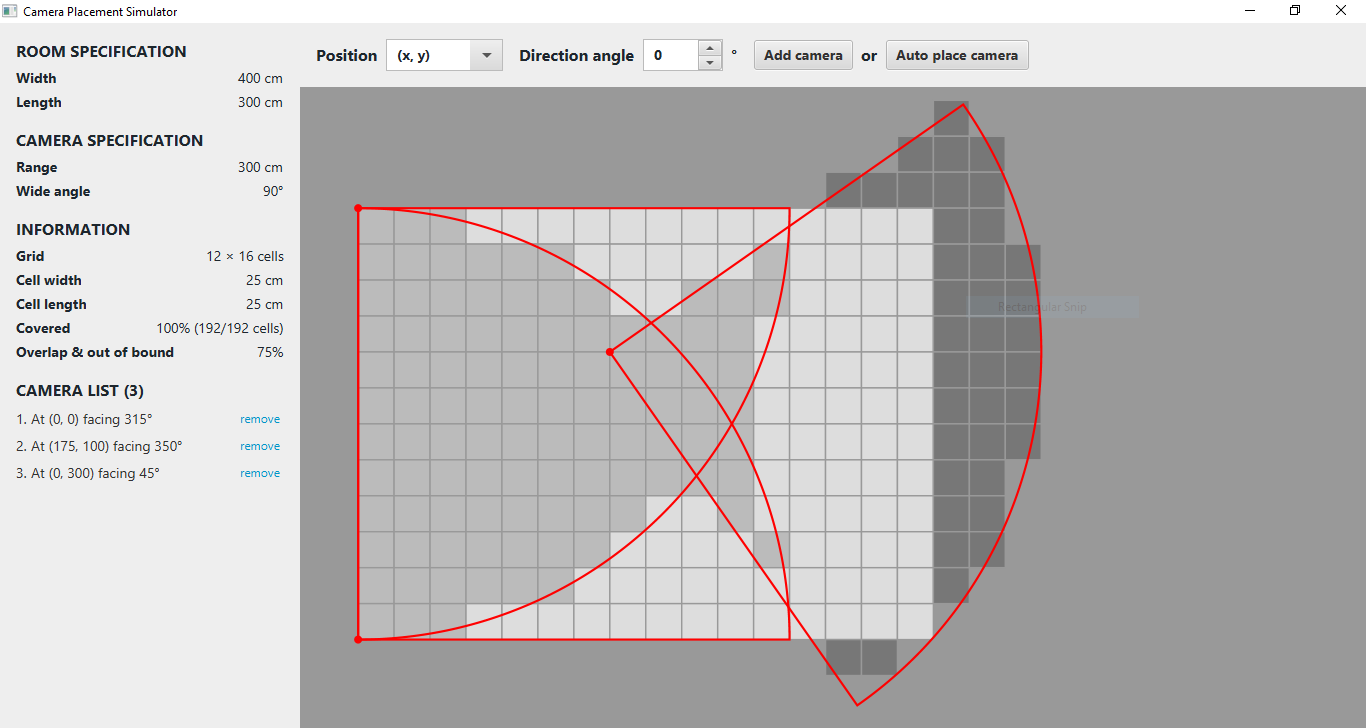 Camera Placement Simulator
ROOM SPECIFICATION
Width 400 cm
Length 300 cm
CAMERA SPECIFICATION
Range 300 cm
Wide angle 90°
INFORMATION
Grid 12 × 16 cells
Cell width 25 cm
Cell length 25 cm
Covered 100% (192/192 cells)
Overlap & out of bound 75%
CAMERA LIST (3)
1. At (0, 0) facing 315° remove
2. At (175, 100) facing 350° remove
3. At (0, 300) facing 45° remove
Position (x, y) Direction angle 0 ° Add camera or Auto place camera
Rectangular Snip